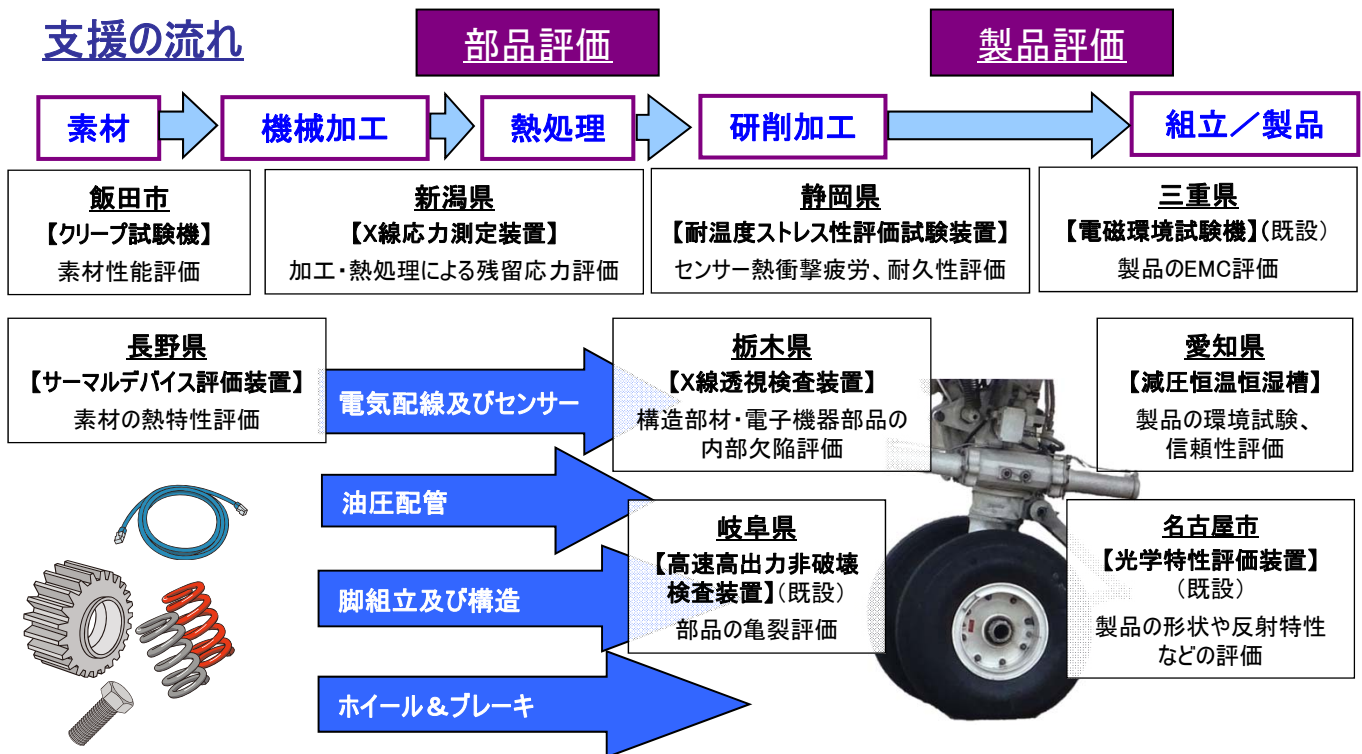 支援の流れ
部品評価
製品評価
素材
機械加工
熱処理
研削加工
組立／製品
飯田市
【クリープ試験機】
素材性能評価
新潟県
【X線応力測定装置】
加工・熱処理による残留応力評価
静岡県
【耐温度ストレス性評価試験装置】
センサー熱衝撃疲労、耐久性評価
三重県
【電磁環境試験機】(既設)
製品のEMC評価
長野県
【サーマルデバイス評価装置】
素材の熱特性評価
電気配線及びセンサー
栃木県
【X線透視検査装置】
構造部材・電子機器部品の
内部欠陥評価
愛知県
【減圧恒温恒湿槽】
製品の環境試験、
信頼性評価
油圧配管
岐阜県
【高速高出力非破壊
検査装置】(既設)
部品の亀裂評価
名古屋市
【光学特性評価装置】
(既設)
製品の形状や反射特性
などの評価
脚組立及び構造
ホイール＆ブレーキ